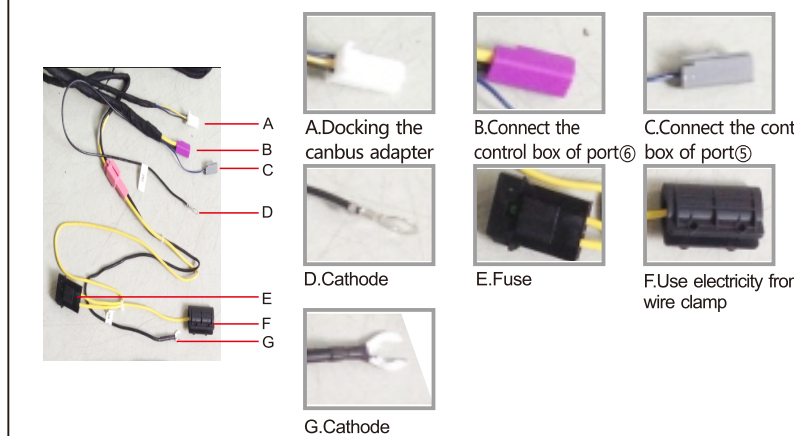 A
B
C
D
E
F
G
A.Docking the
canbus adapter
B.Connect the
control box of port⑥
C.Connect the cont
box of port⑤
D.Cathode
E.Fuse
F.Use electricity from
wire clamp
G.Cathode